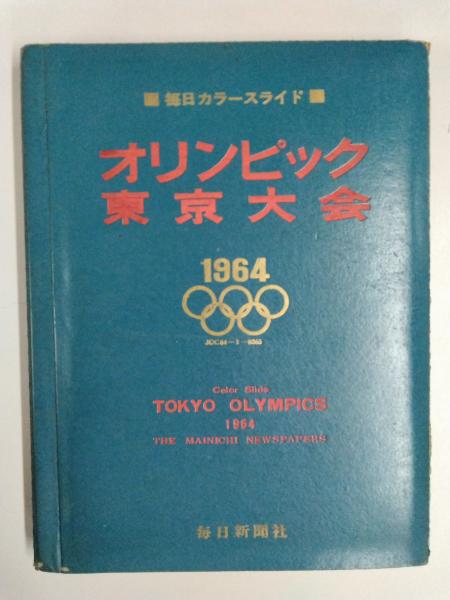 ■ 毎日カラースライド ■
オリンピック
東京大会
1964
Color Slide
TOKYO OLYMPICS
1964
THE MAINICHI NEWSPAPERS
毎日新聞社